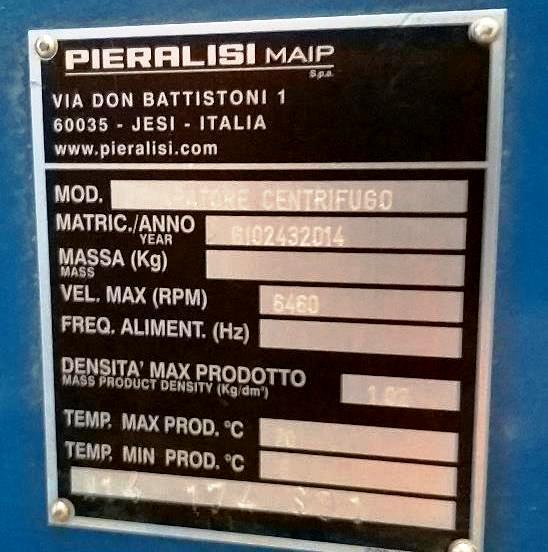 PIERALISI MAIP
S.p.a.
VIA DON BATTISTONI 1
60035 - JESI - ITALIA
www.pieralisi.com
MOD. CENTRIFUGO
MATRIC./ANNO 6102432014
YEAR
MASSA (Kg)
MASS
VEL. MAX (RPM) 6460
FREQ. ALIMENT. (Hz)
DENSITA' MAX PRODOTTO
MASS PRODUCT DENSITY (Kg/dm³)
TEMP. MAX PROD. °C
TEMP. MIN PROD. °C